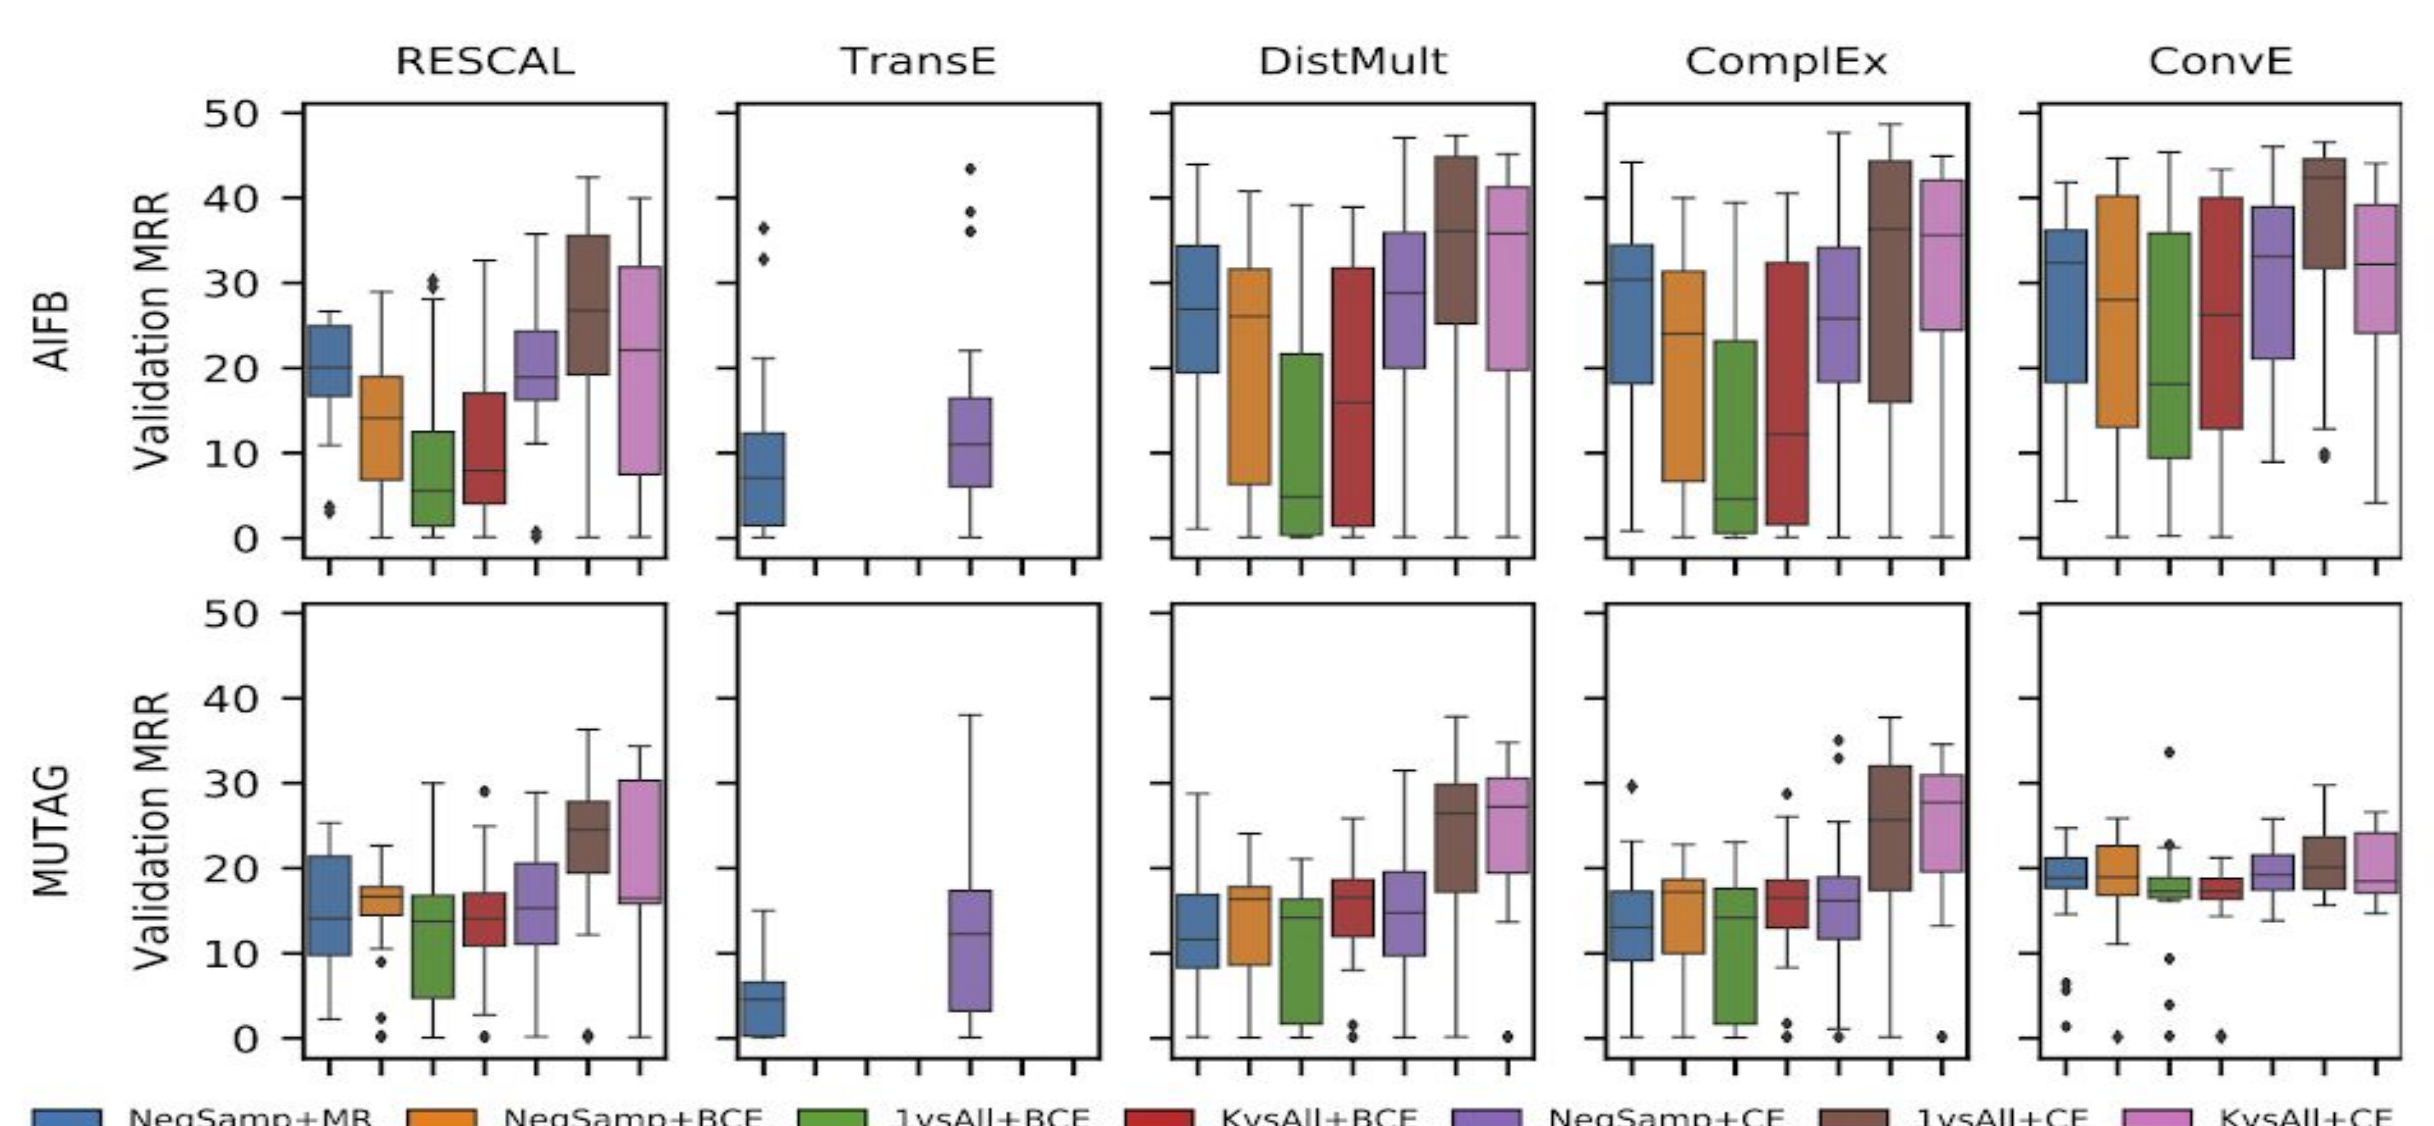 RESCAL TransE DistMult ComplEx ConvE
AIFB
Validation MRR
50
40
30
20
10
0
MUTAG
Validation MRR
50
40
30
20
10
0
NegSamp+MR NegSamp+BCE 1vsAll+BCE KvsAll+BCE NegSamp+CE 1vsAll+CE KvsAll+CE